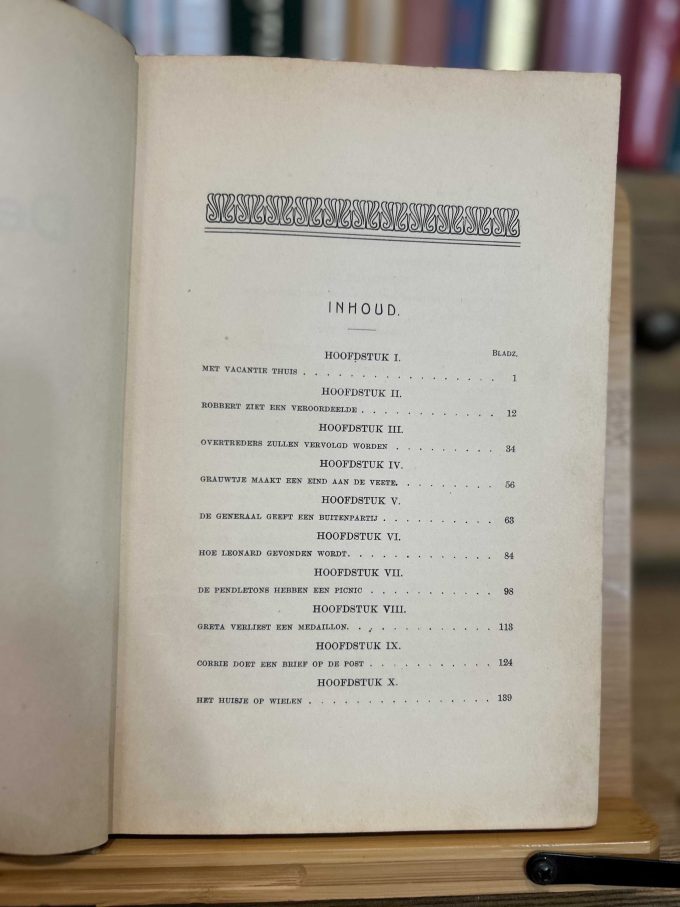 INHOUD.
HOOFDSTUK I.
BLADZ.
MET VACANTIE THUIS . . . . . . . . . . . . . . . . . 1
HOOFDSTUK II.
ROBBERT ZIET EEN VEROORDEELDE . . . . . . . . . . . . 12
HOOFDSTUK III.
OVERTREDERS ZULLEN VERVOLGD WORDEN . . . . . . . . . 34
HOOFDSTUK IV.
GRAUWTJE MAAKT EEN EIND AAN DE VEETE. . . . . . . . . 56
HOOFDSTUK V.
DE GENERAAL GEEFT EEN BUITENPARTIJ . . . . . . . . . . 63
HOOFDSTUK VI.
HOE LEONARD GEVONDEN WORDT. . . . . . . . . . . . . 84
HOOFDSTUK VII.
DE PENDLETONS HEBBEN EEN PICNIC . . . . . . . . . . . 98
HOOFDSTUK VIII.
GRETA VERLIEST EEN MEDAILLON. . . . . . . . . . . . . 113
HOOFDSTUK IX.
CORRIE DOET EEN BRIEF OP DE POST . . . . . . . . . . . 124
HOOFDSTUK X.
HET HUISJE OP WIELEN . . . . . . . . . . . . . . . . 139